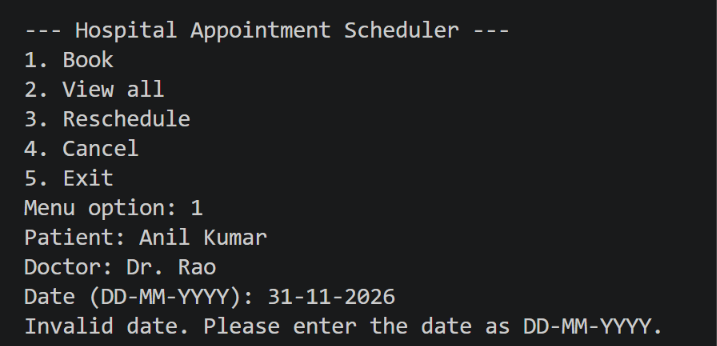 --- Hospital Appointment Scheduler ---
1. Book
2. View all
3. Reschedule
4. Cancel
5. Exit
Menu option: 1
Patient: Anil Kumar
Doctor: Dr. Rao
Date (DD-MM-YYYY): 31-11-2026
Invalid date. Please enter the date as DD-MM-YYYY.